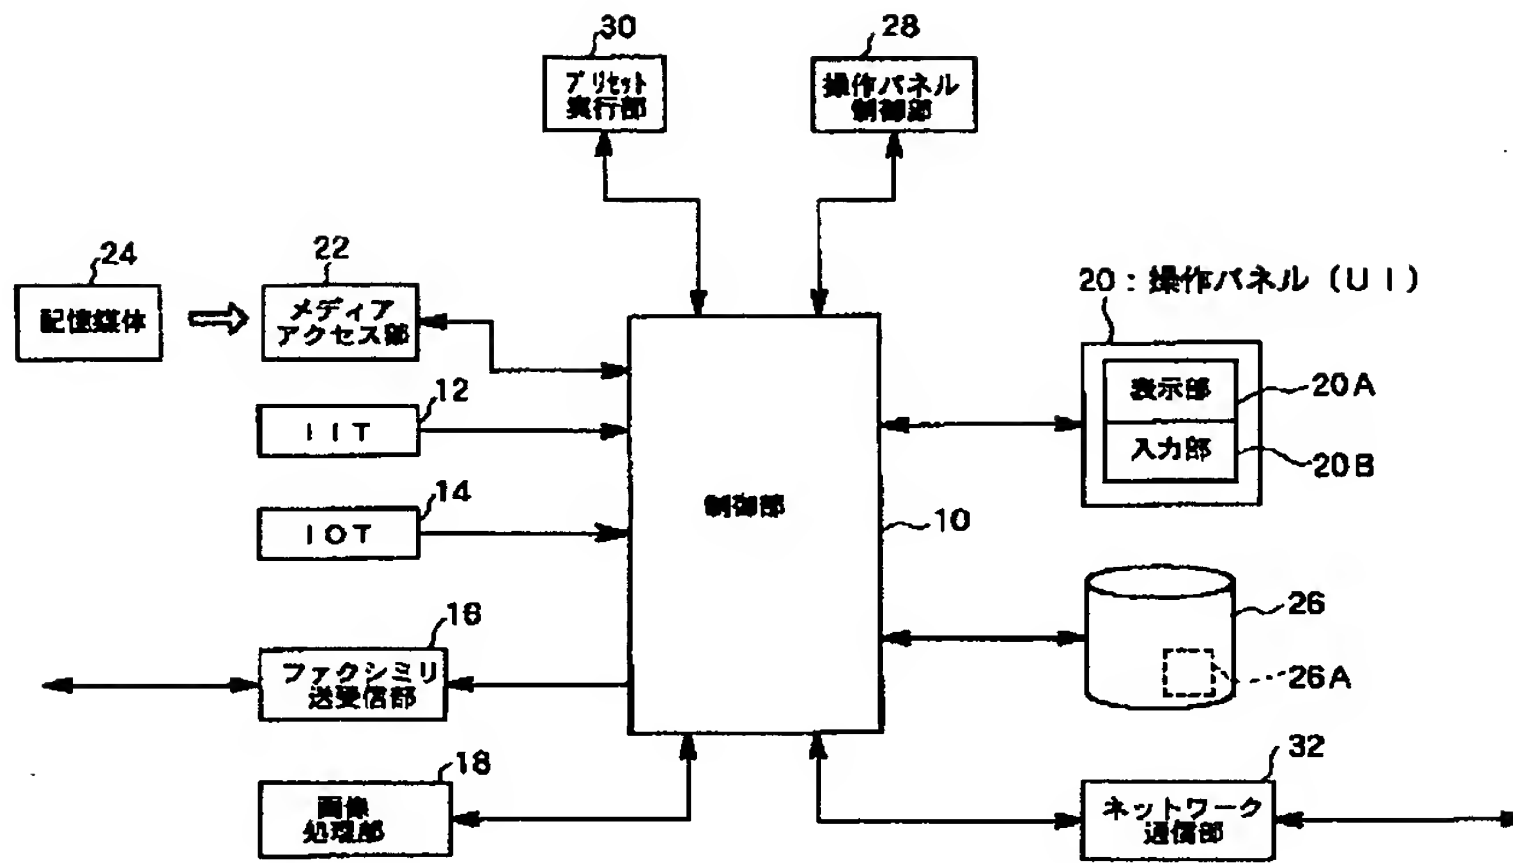 30
28
プリセット
実行部
操作パネル
制御部
24
22
20：操作パネル（UI）
記憶媒体
メディア
アクセス部
20
12
表示部
20A
IIT
入力部
20B
14
制御部
10
IOT
26
16
ファクシミリ
送受信部
26A
32
18
画像
処理部
ネットワーク
通信部